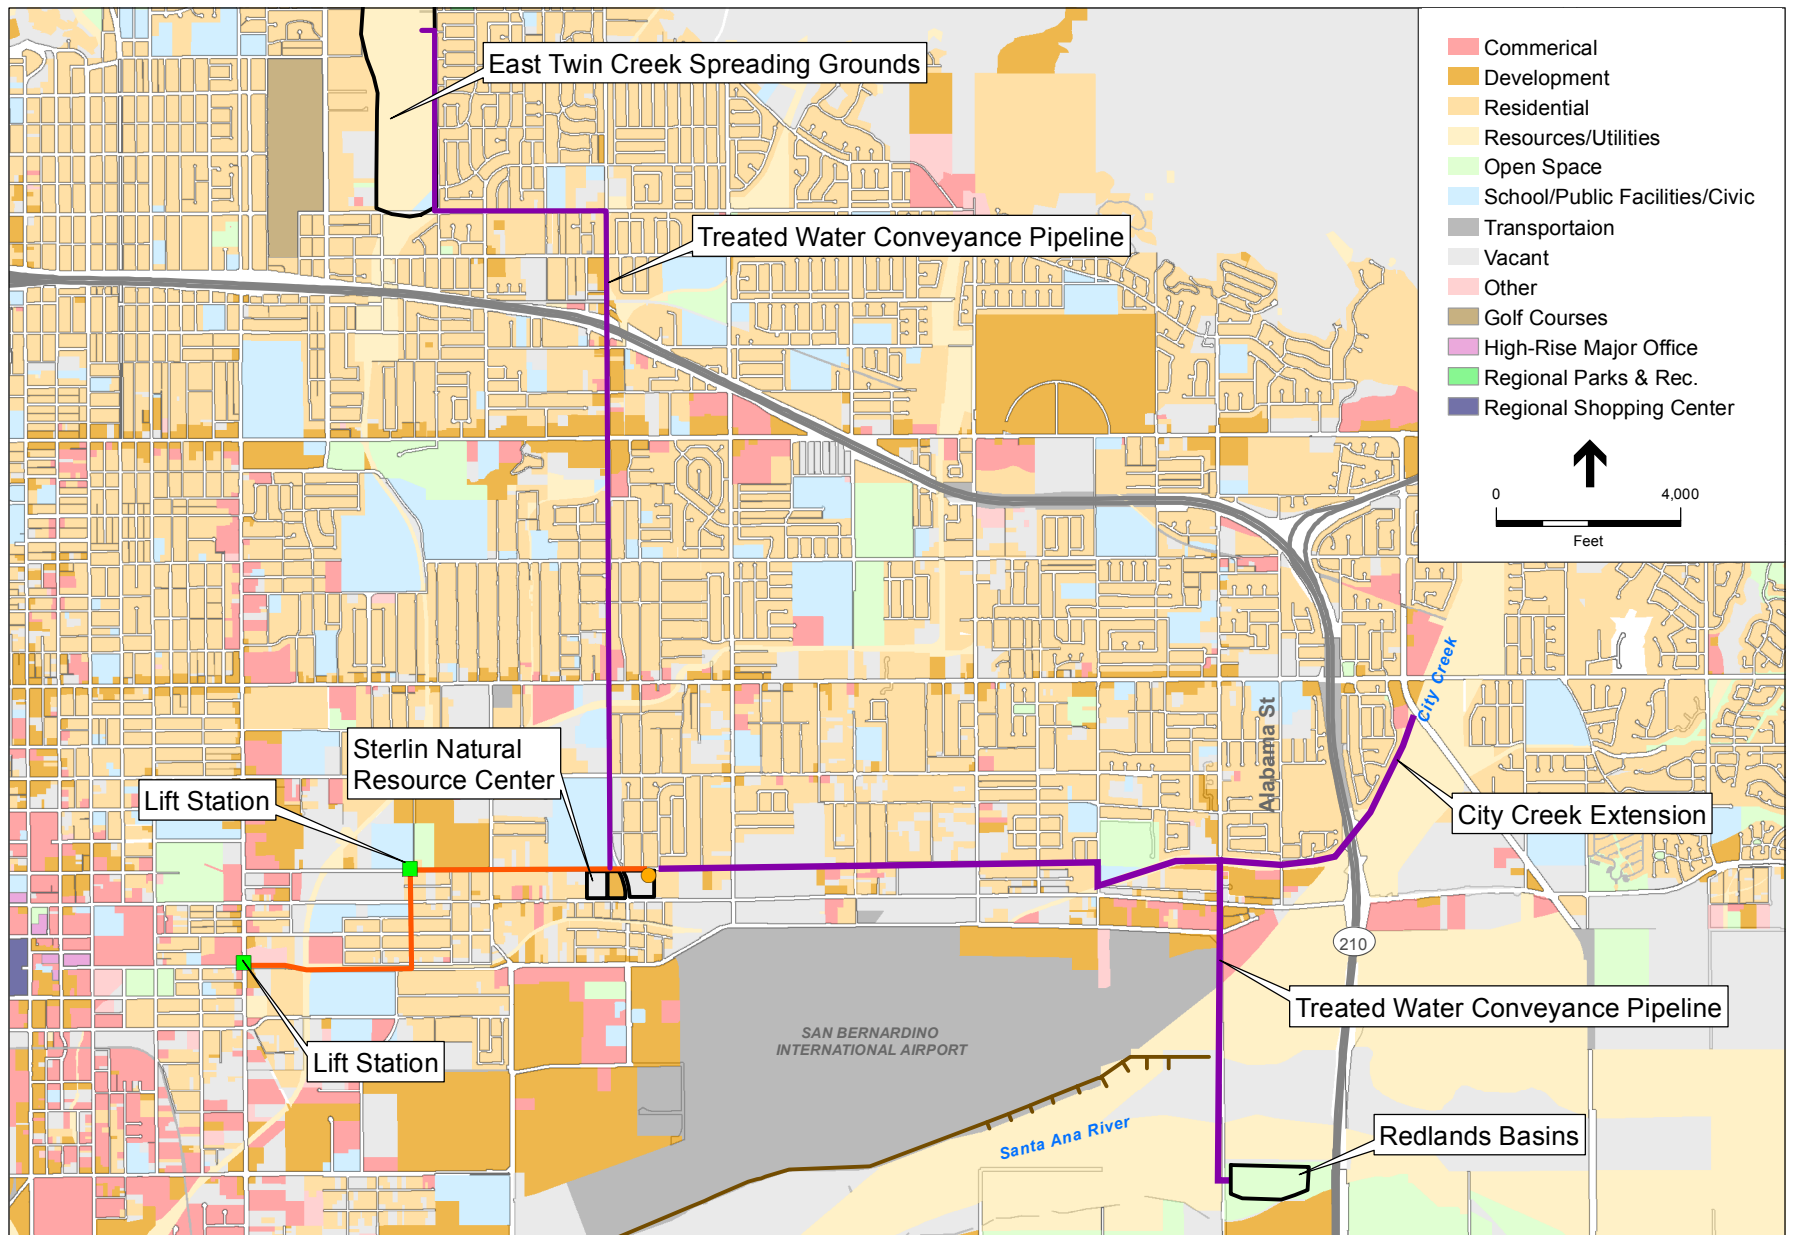 East Twin Creek Spreading Grounds
Treated Water Conveyance Pipeline
Commerical
Development
Residential
Resources/Utilities
Open Space
School/Public Facilities/Civic
Transportaion
Vacant
Other
Golf Courses
High-Rise Major Office
Regional Parks & Rec.
Regional Shopping Center
0 4,000
Feet
City Creek
Alabama St
Sterlin Natural
Resource Center
Lift Station
City Creek Extension
210
Treated Water Conveyance Pipeline
SAN BERNARDINO
INTERNATIONAL AIRPORT
Lift Station
Santa Ana River
Redlands Basins